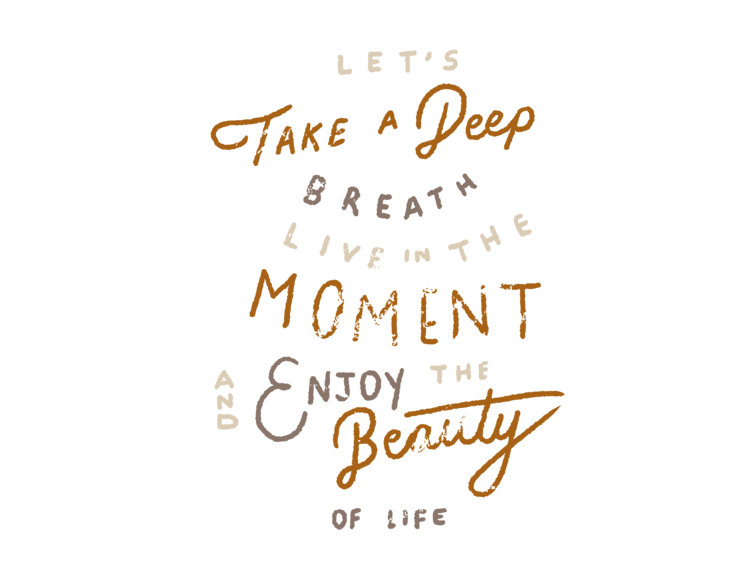 LET'S
TAKE A Deep
BREATH
LIVE IN THE
MOMENT
AND ENJOY THE
Beauty
OF LIFE